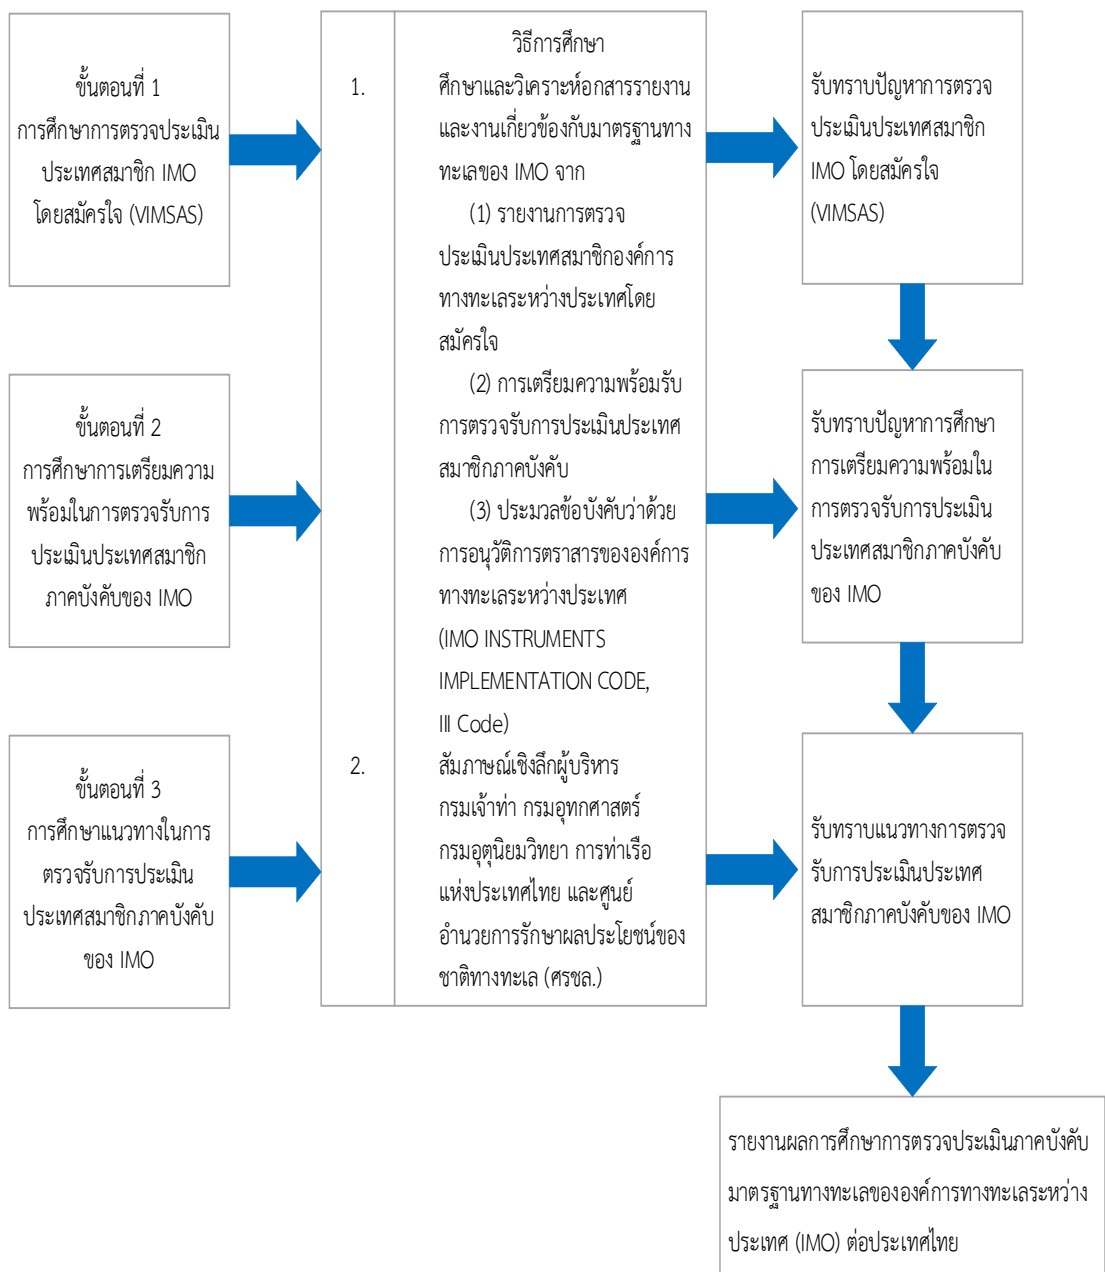 ขั้นตอนที่ 1
การศึกษาการตรวจประเมิน
ประเทศสมาชิก IMO
โดยสมัครใจ (VIMSAS)
ขั้นตอนที่ 2
การศึกษาการเตรียมความ
พร้อมในการตรวจรับการ
ประเมินประเทศสมาชิก
ภาคบังคับของ IMO
ขั้นตอนที่ 3
การศึกษาแนวทางในการ
ตรวจรับการประเมิน
ประเทศสมาชิกภาคบังคับ
ของ IMO
วิธีการศึกษา
1. ศึกษาและวิเคราะห์อกสารรายงาน
และงานเกี่ยวข้องกับมาตรฐานทาง
ทะเลของ IMO จาก
(1) รายงานการตรวจ
ประเมินประเทศสมาชิกองค์การ
ทางทะเลระหว่างประเทศโดย
สมัครใจ
(2) การเตรียมความพร้อมรับ
การตรวจรับการประเมินประเทศ
สมาชิกภาคบังคับ
(3) ประมวลข้อบังคับว่าด้วย
การอนุวัติการตราสารขององค์การ
ทางทะเลระหว่างประเทศ
(IMO INSTRUMENTS
IMPLEMENTATION CODE,
III Code)
2. สัมภาษณ์เชิงลึกผู้บริหาร
กรมเจ้าท่า กรมอุทกศาสตร์
กรมอุตุนิยมวิทยา การท่าเรือ
แห่งประเทศไทย และศูนย์
อำนวยการรักษาผลประโยชน์ของ
ชาติทางทะเล (ศรชล.)
รับทราบปัญหาการตรวจ
ประเมินประเทศสมาชิก
IMO โดยสมัครใจ
(VIMSAS)
รับทราบปัญหาการศึกษา
การเตรียมความพร้อมใน
การตรวจรับการประเมิน
ประเทศสมาชิกภาคบังคับ
ของ IMO
รับทราบแนวทางการตรวจ
รับการประเมินประเทศ
สมาชิกภาคบังคับของ IMO
รายงานผลการศึกษาการตรวจประเมินภาคบังคับ
มาตรฐานทางทะเลขององค์การทางทะเลระหว่าง
ประเทศ (IMO) ต่อประเทศไทย